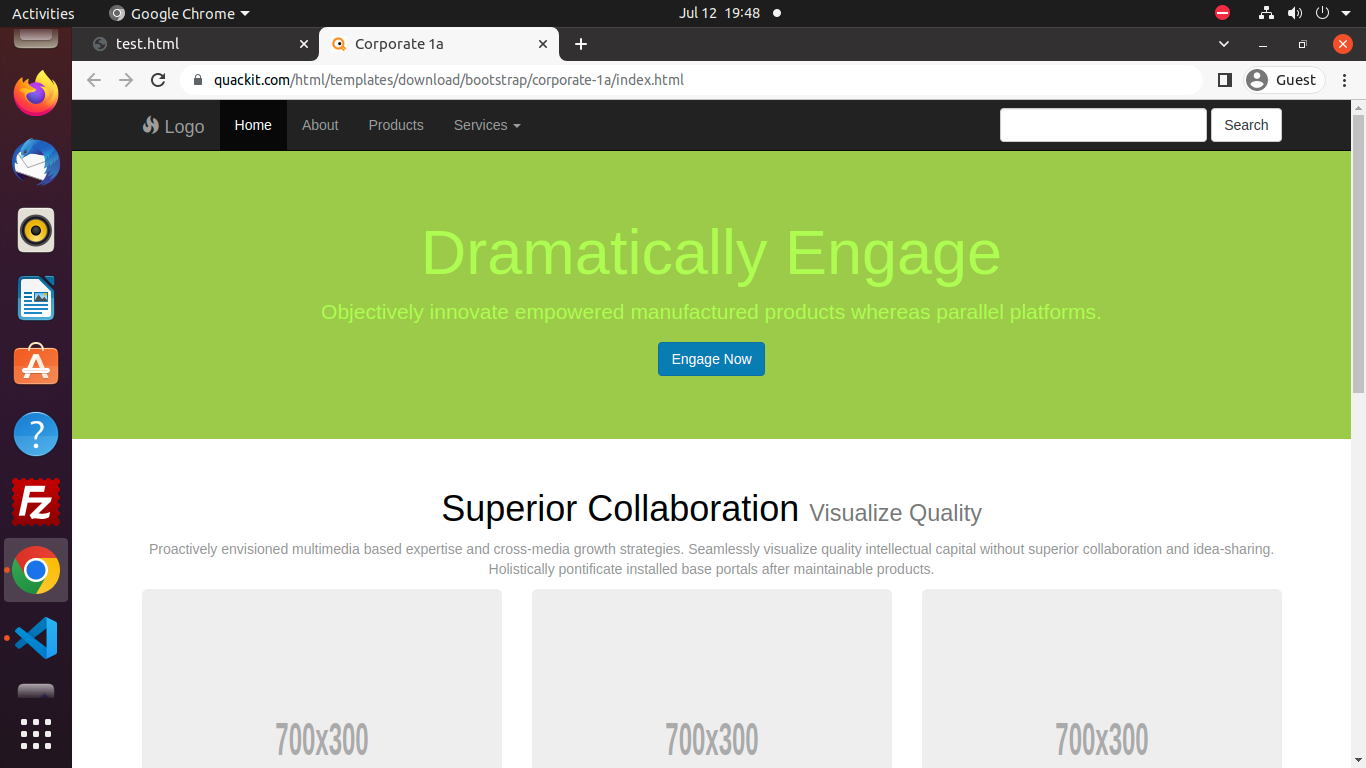 Activities
Google Chrome
Jul 12 19:48
test.html
Corporate 1a
quackit.com/html/templates/download/bootstrap/corporate-1a/index.html
Guest
Logo
Home
About
Products
Services
Search
Dramatically Engage
Objectively innovate empowered manufactured products whereas parallel platforms.
Engage Now
Superior Collaboration Visualize Quality
Proactively envisioned multimedia based expertise and cross-media growth strategies. Seamlessly visualize quality intellectual capital without superior collaboration and idea-sharing.
Holistically pontificate installed base portals after maintainable products.
700x300
700x300
700x300